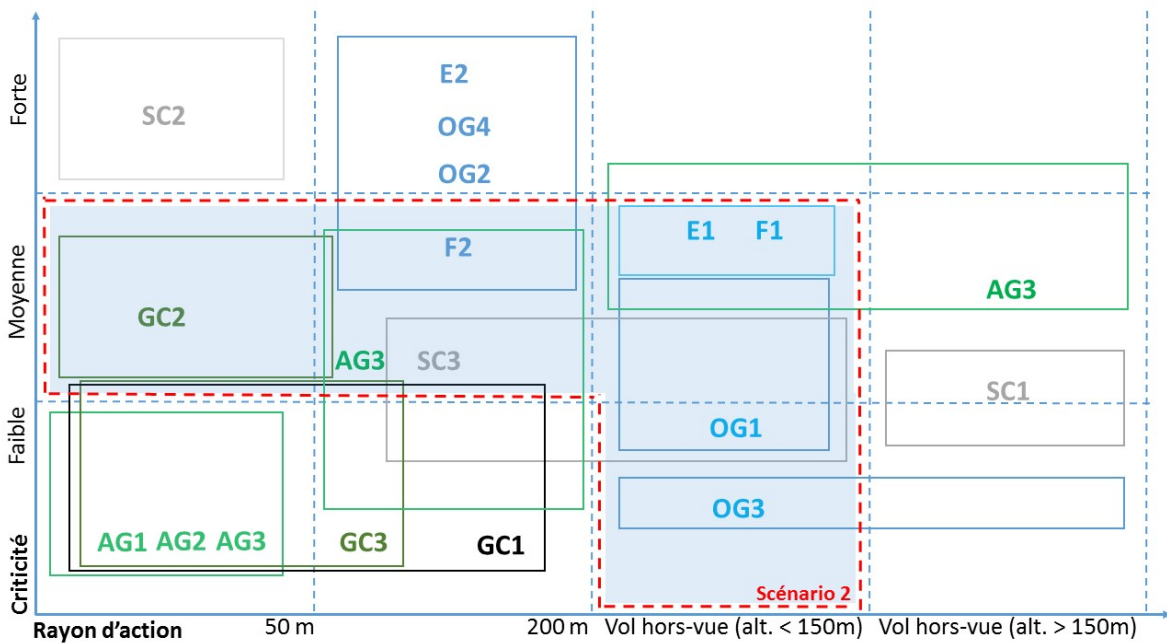 Forte
SC2
E2
OG4
OG2
Moyenne
F2
E1 F1
GC2
AG3
AG3
SC3
SC1
Faible
OG1
OG3
AG1 AG2 AG3
GC3
GC1
Criticité
Scénario 2
Rayon d'action
50 m
200 m
Vol hors-vue (alt. < 150m)
Vol hors-vue (alt. > 150m)